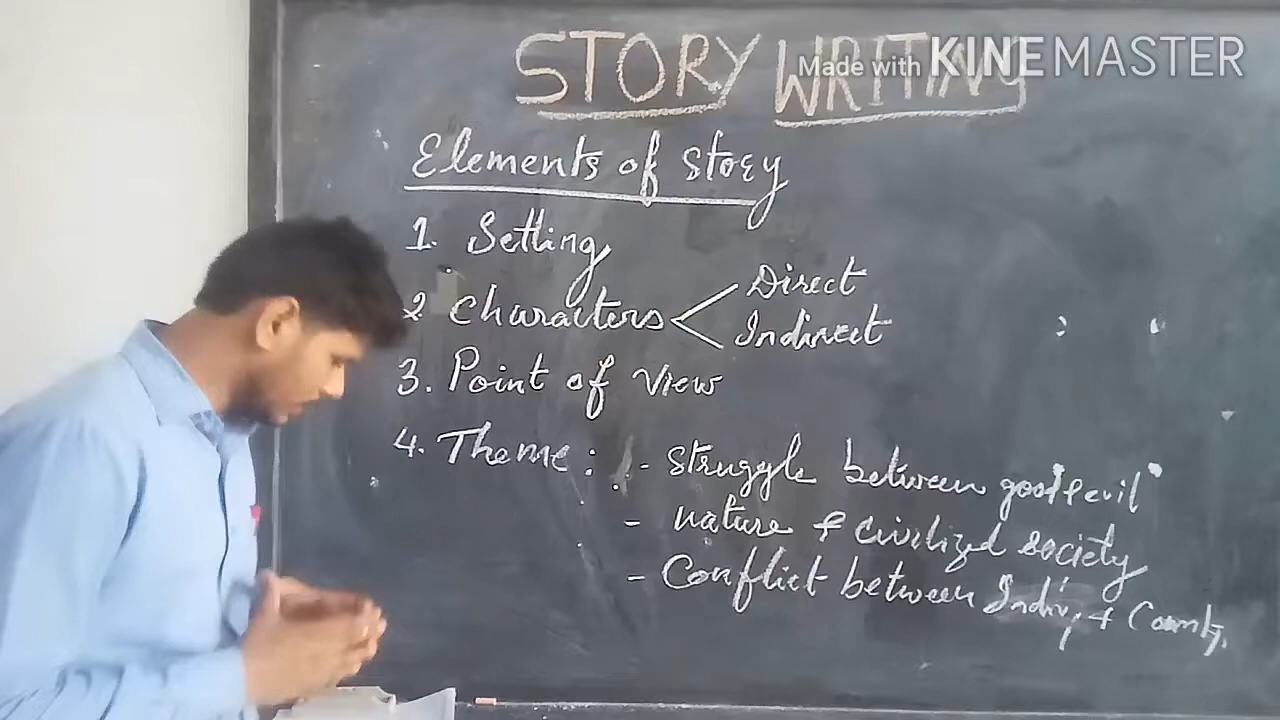 STORY WRITING
Made with KINEMASTER
Elements of story
1. Setting
2 Characters < Direct
Indirect
3. Point of View
4. Theme : - struggle between good & evil
- nature & civilized society
- Conflict between Indiv, &